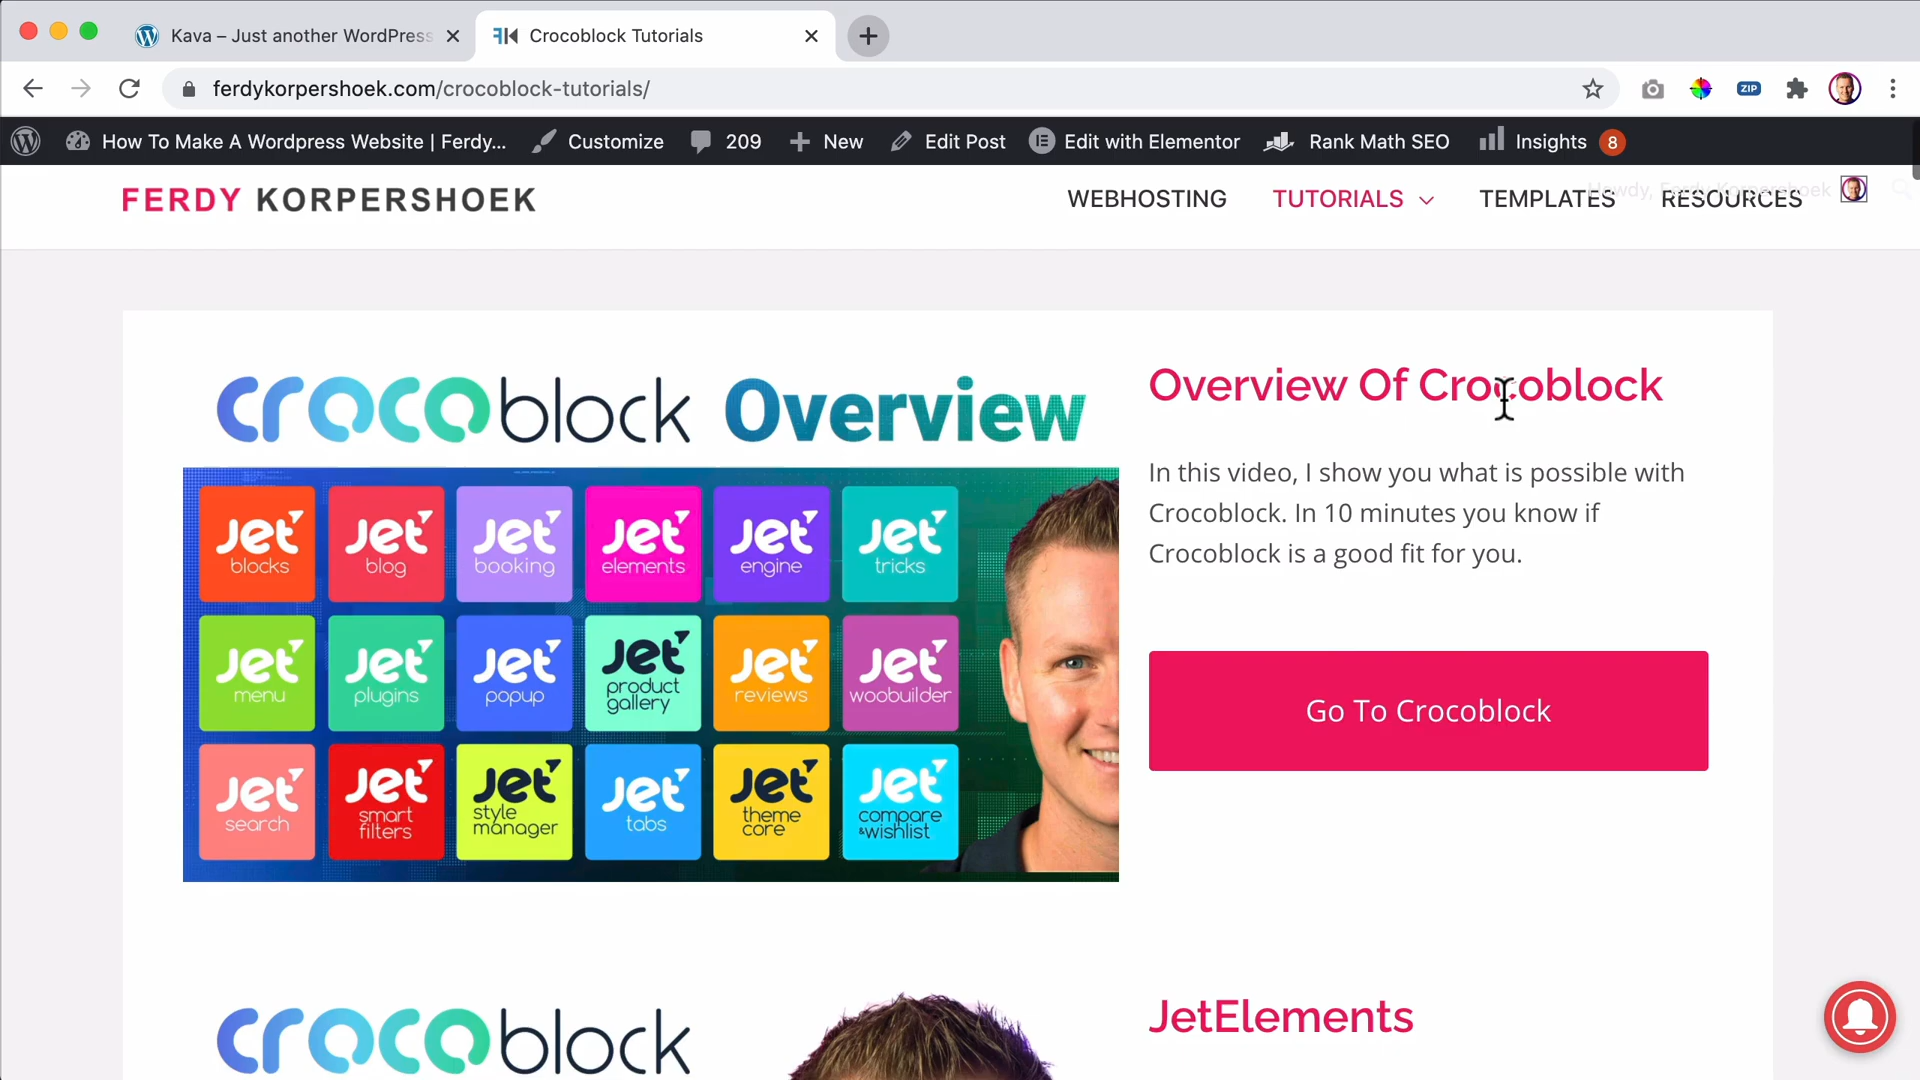 Kava – Just another WordPress
Crocoblock Tutorials
ferdykorpershoek.com/crocoblock-tutorials/
ZIP
How To Make A Wordpress Website | Ferdy...
Customize
209
New
Edit Post
Edit with Elementor
Rank Math SEO
Insights
8
FERDY KORPERSHOEK
WEBHOSTING
TUTORIALS
TEMPLATES
RESOURCES
Howdy, Ferdy Korpershoek
crocoblock Overview
Jet blocks
Jet blog
Jet booking
Jet elements
Jet engine
Jet tricks
Jet menu
Jet plugins
Jet popup
Jet product gallery
Jet reviews
Jet woobuilder
Jet search
Jet smart filters
Jet style manager
Jet tabs
Jet theme core
Jet compare &wishlist
Overview Of Crocoblock
In this video, I show you what is possible with
Crocoblock. In 10 minutes you know if
Crocoblock is a good fit for you.
Go To Crocoblock
crocoblock
JetElements